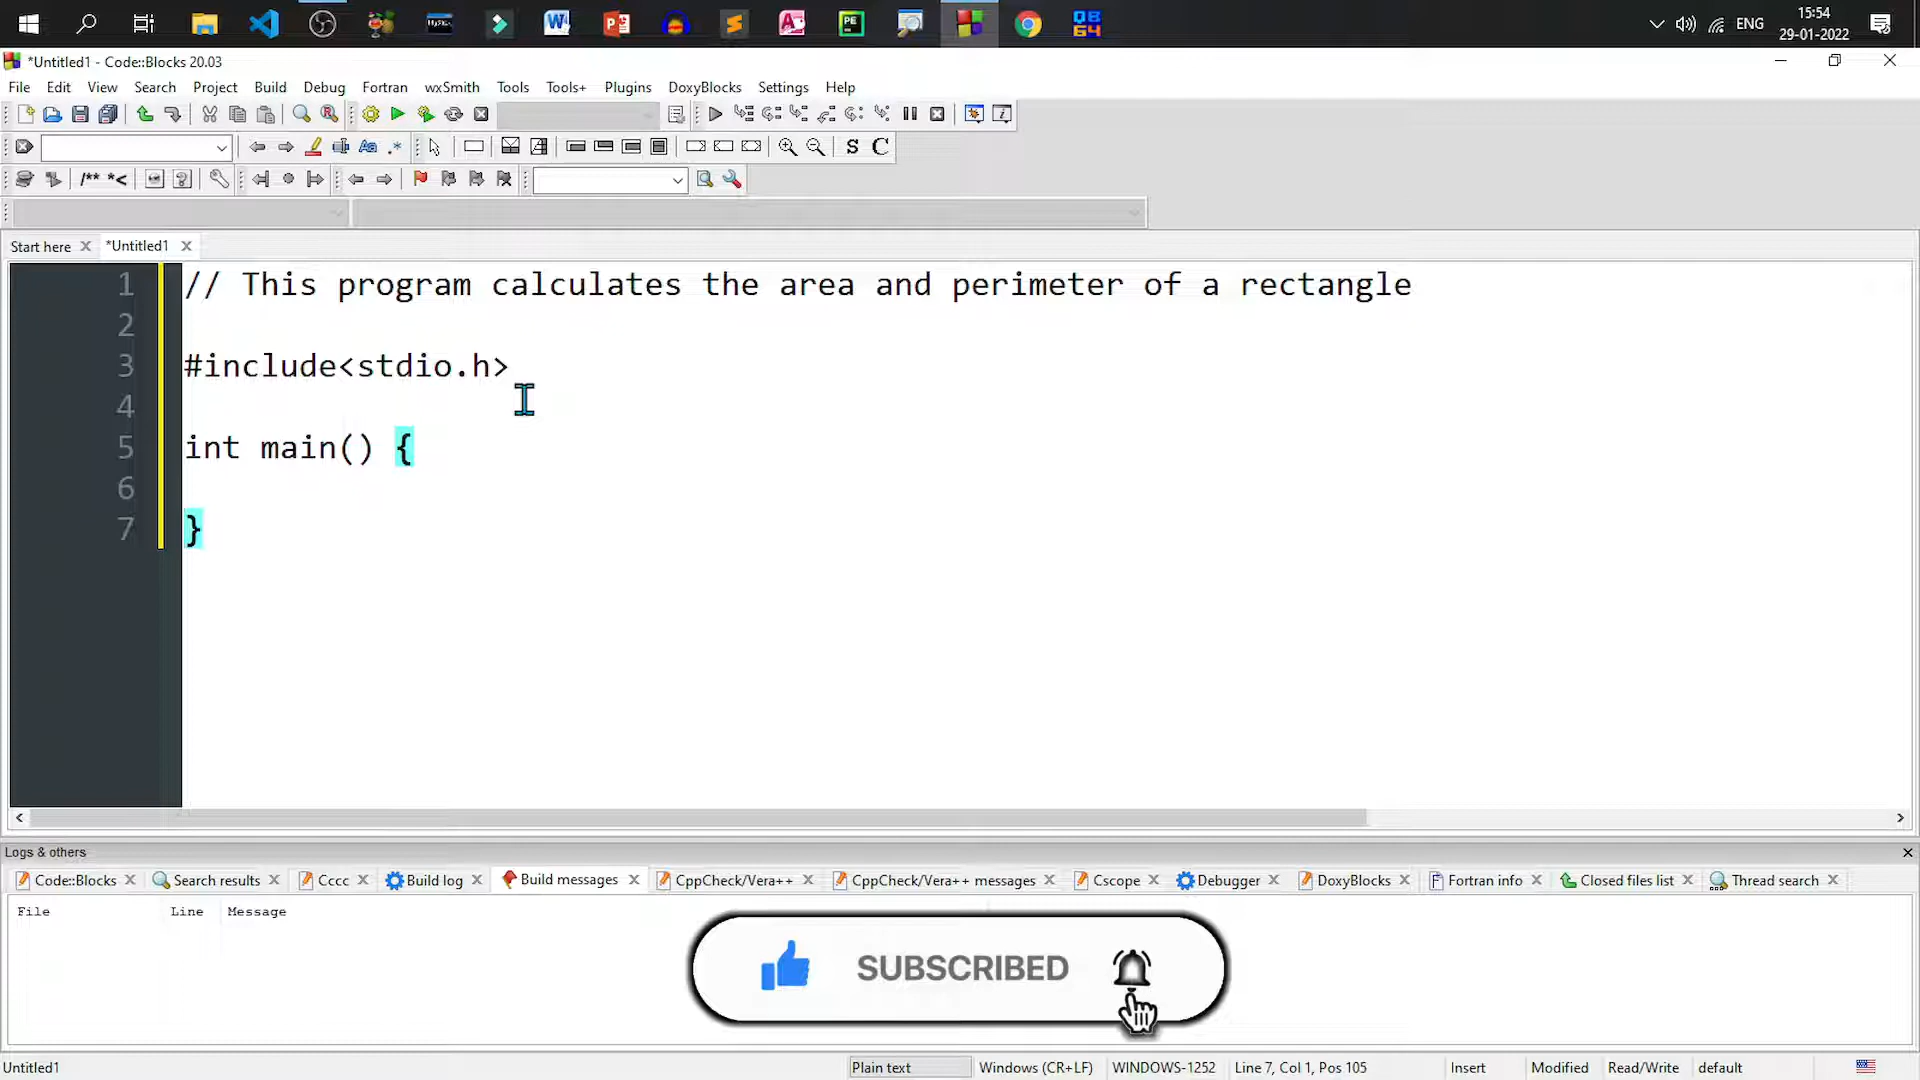 15:54
ENG
29-01-2022
*Untitled1 - Code::Blocks 20.03
File Edit View Search Project Build Debug Fortran wxSmith Tools Tools+ Plugins DoxyBlocks Settings Help
S C
/** *<
Start here *Untitled1
1 // This program calculates the area and perimeter of a rectangle
2
3 #include<stdio.h>
4
5 int main() {
6
7 }
Logs & others
Code::Blocks Search results Cccc Build log Build messages CppCheck/Vera++ CppCheck/Vera++ messages Cscope Debugger DoxyBlocks Fortran info Closed files list Thread search
File Line Message
SUBSCRIBED
Untitled1 Plain text Windows (CR+LF) WINDOWS-1252 Line 7, Col 1, Pos 105 Insert Modified Read/Write default